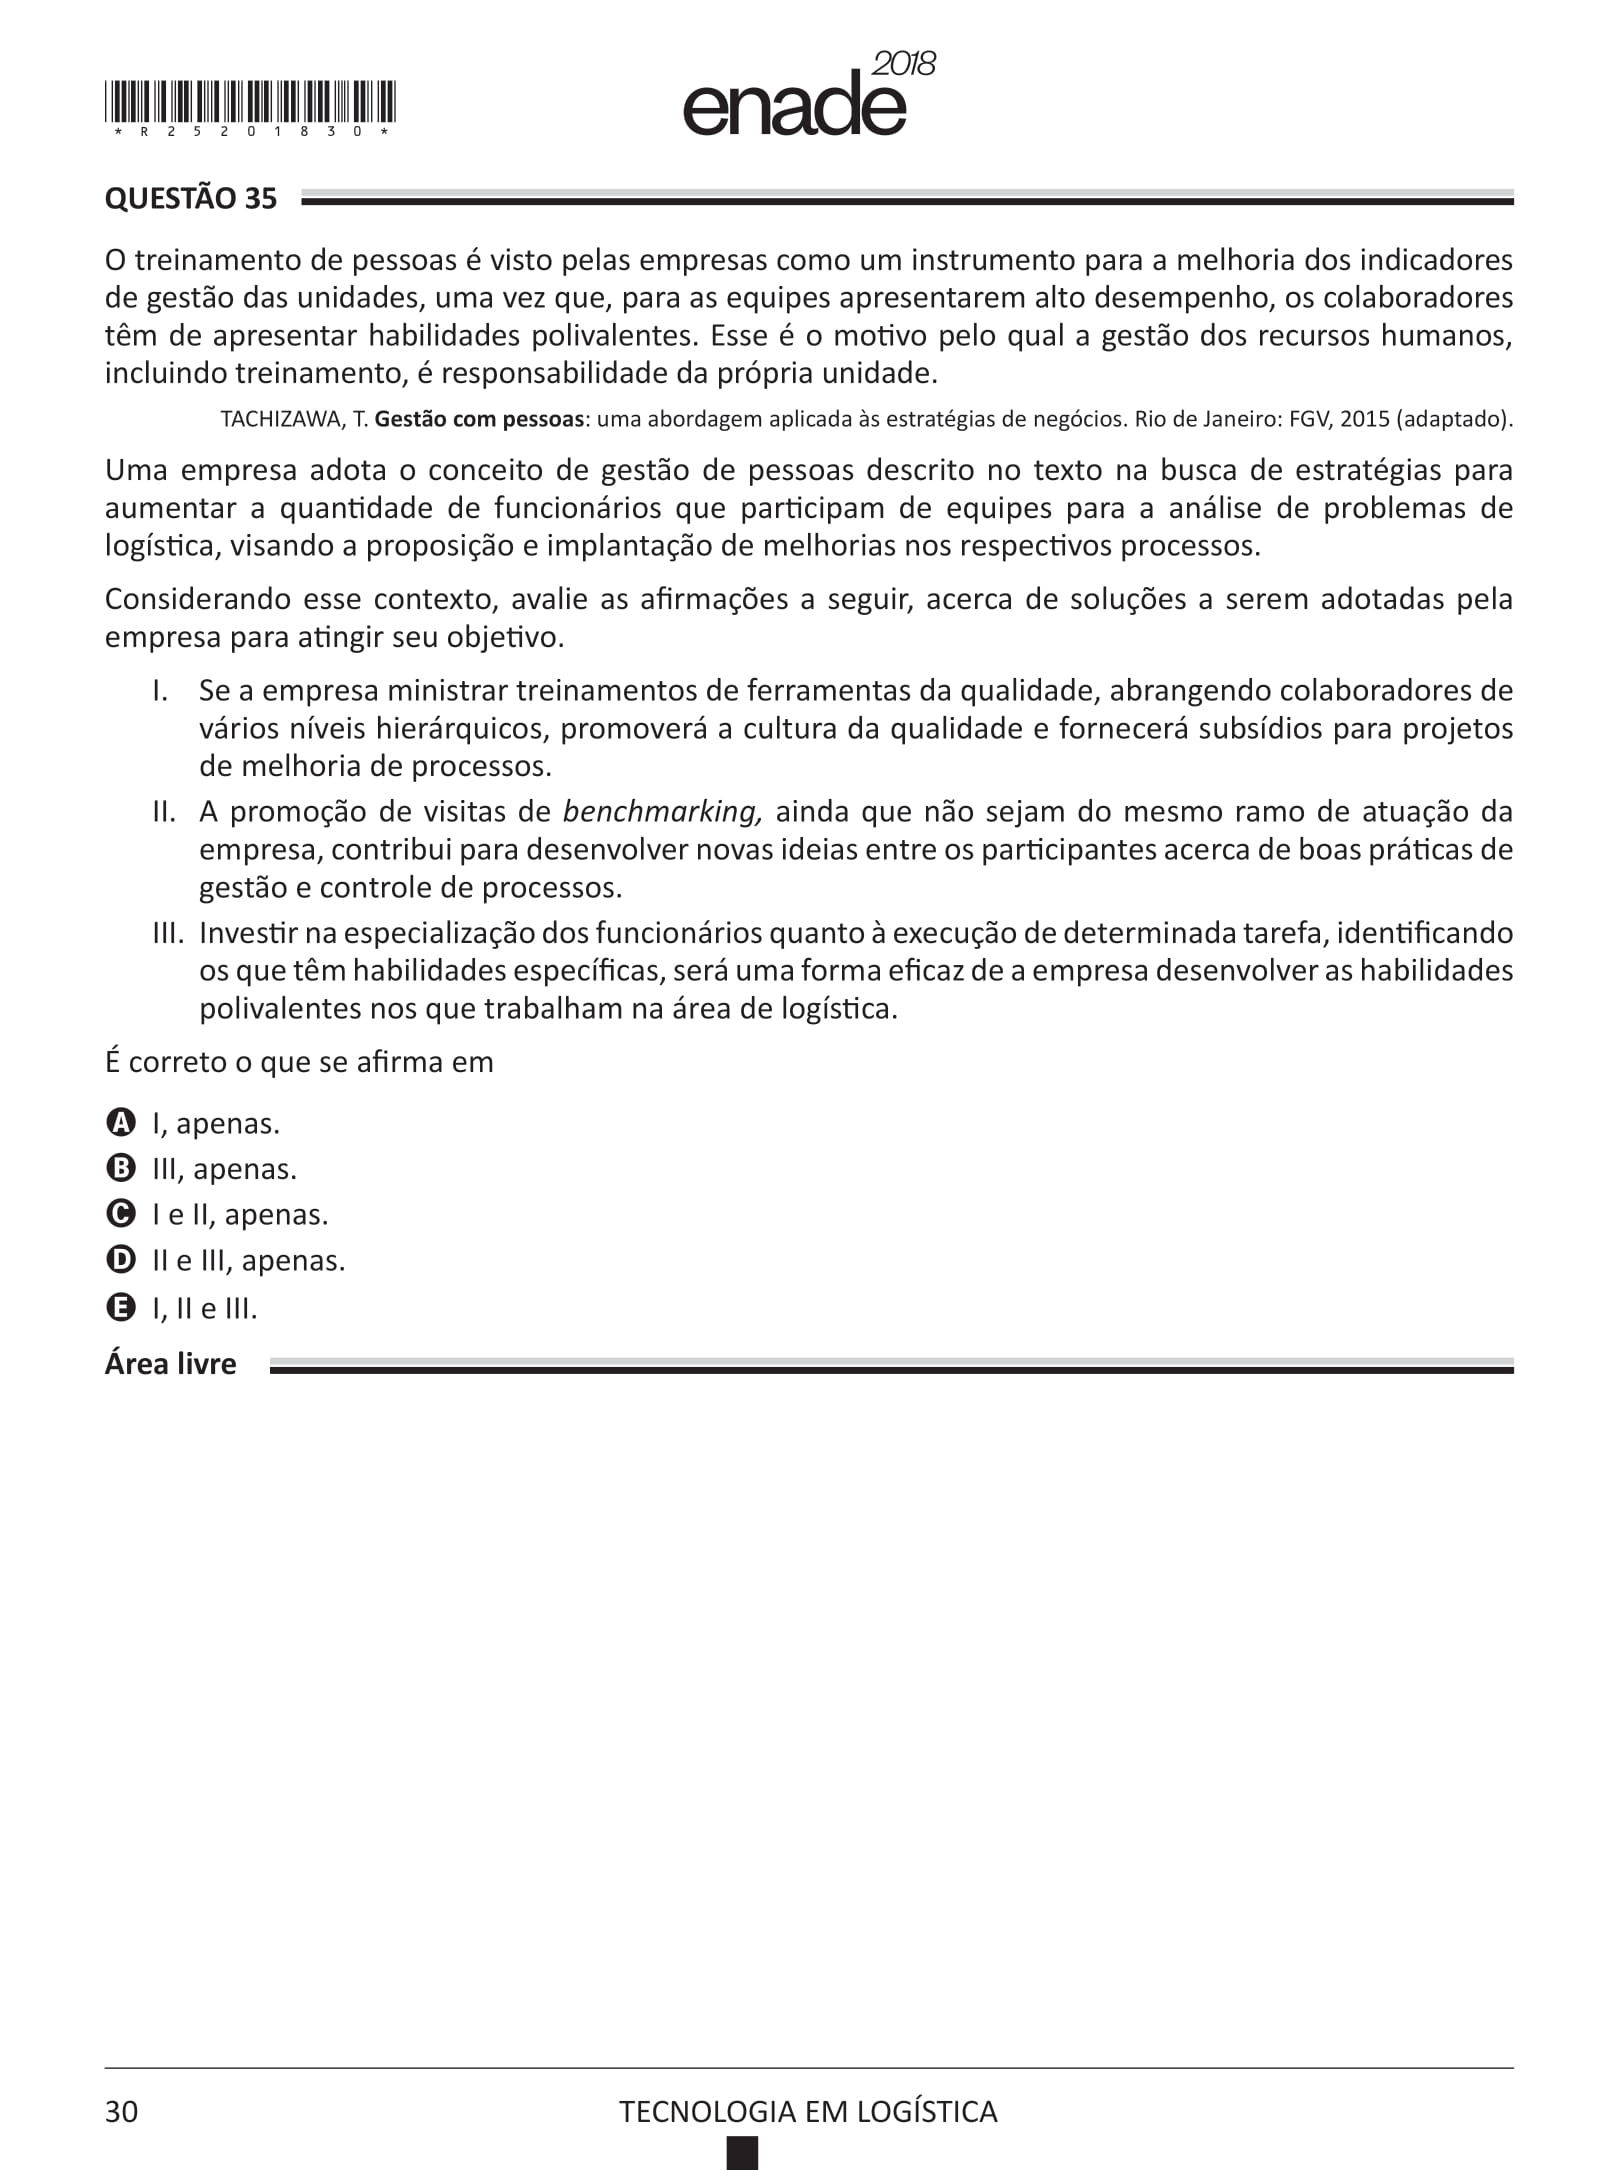 *R25201830*
enade 2018
QUESTÃO 35
O treinamento de pessoas é visto pelas empresas como um instrumento para a melhoria dos indicadores
de gestão das unidades, uma vez que, para as equipes apresentarem alto desempenho, os colaboradores
têm de apresentar habilidades polivalentes. Esse é o motivo pelo qual a gestão dos recursos humanos,
incluindo treinamento, é responsabilidade da própria unidade.
TACHIZAWA, T. Gestão com pessoas: uma abordagem aplicada às estratégias de negócios. Rio de Janeiro: FGV, 2015 (adaptado).
Uma empresa adota o conceito de gestão de pessoas descrito no texto na busca de estratégias para
aumentar a quantidade de funcionários que participam de equipes para a análise de problemas de
logística, visando a proposição e implantação de melhorias nos respectivos processos.
Considerando esse contexto, avalie as afirmações a seguir, acerca de soluções a serem adotadas pela
empresa para atingir seu objetivo.
I. Se a empresa ministrar treinamentos de ferramentas da qualidade, abrangendo colaboradores de
vários níveis hierárquicos, promoverá a cultura da qualidade e fornecerá subsídios para projetos
de melhoria de processos.
II. A promoção de visitas de benchmarking, ainda que não sejam do mesmo ramo de atuação da
empresa, contribui para desenvolver novas ideias entre os participantes acerca de boas práticas de
gestão e controle de processos.
III. Investir na especialização dos funcionários quanto à execução de determinada tarefa, identificando
os que têm habilidades específicas, será uma forma eficaz de a empresa desenvolver as habilidades
polivalentes nos que trabalham na área de logística.
É correto o que se afirma em
A I, apenas.
B III, apenas.
C I e II, apenas.
D II e III, apenas.
E I, II e III.
Área livre
30
TECNOLOGIA EM LOGÍSTICA